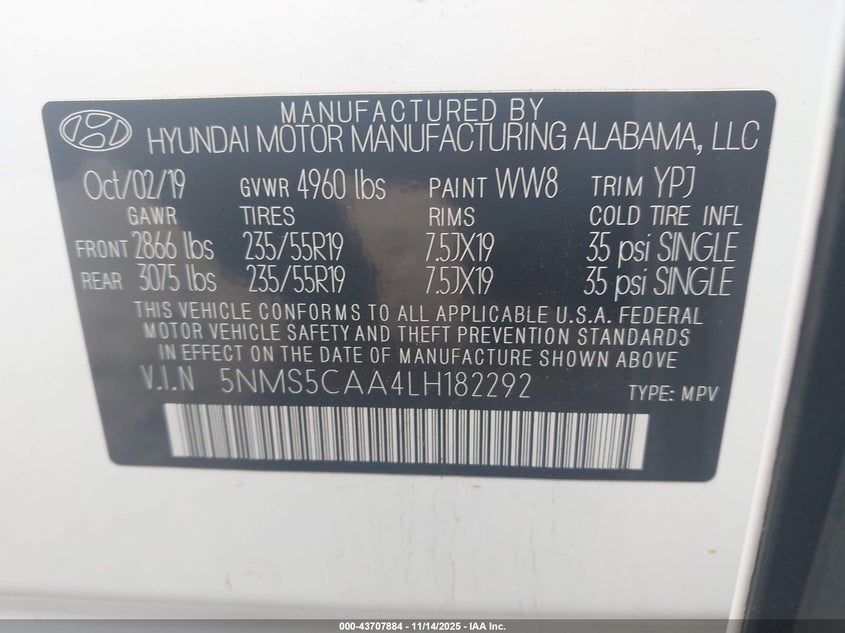 MANUFACTURED BY
HYUNDAI MOTOR MANUFACTURING ALABAMA, LLC
Oct/02/19 GVWR 4960 lbs PAINT WW8 TRIM YPJ
GAWR TIRES RIMS COLD TIRE INFL
FRONT 2866 lbs 235/55R19 7.5JX19 35 psi SINGLE
REAR 3075 lbs 235/55R19 7.5JX19 35 psi SINGLE
THIS VEHICLE CONFORMS TO ALL APPLICABLE U.S.A. FEDERAL
MOTOR VEHICLE SAFETY AND THEFT PREVENTION STANDARDS
IN EFFECT ON THE DATE OF MANUFACTURE SHOWN ABOVE
V.I.N 5NMS5CAA4LH182292 TYPE: MPV
000-43707884 | 11/14/2025 - IAA Inc.